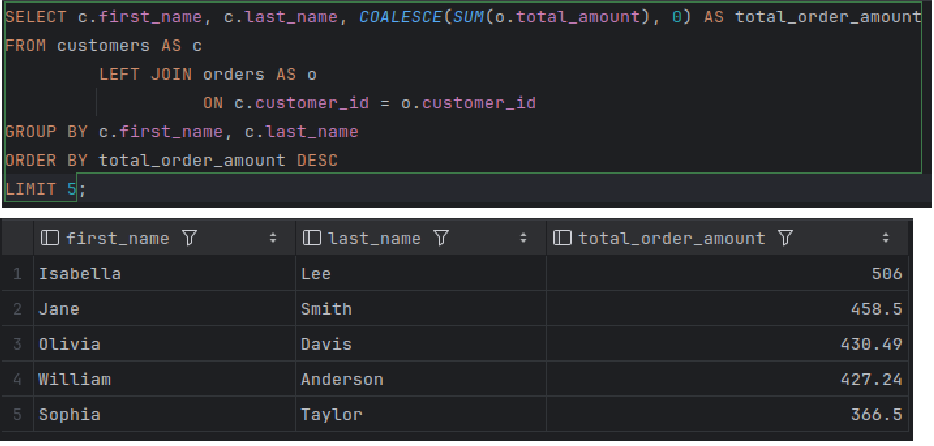 SELECT c.first_name, c.last_name, COALESCE(SUM(o.total_amount), 0) AS total_order_amount
FROM customers AS c
LEFT JOIN orders AS o
ON c.customer_id = o.customer_id
GROUP BY c.first_name, c.last_name
ORDER BY total_order_amount DESC
LIMIT 5;
first_name last_name total_order_amount
1 Isabella Lee 506
2 Jane Smith 458.5
3 Olivia Davis 430.49
4 William Anderson 427.24
5 Sophia Taylor 366.5